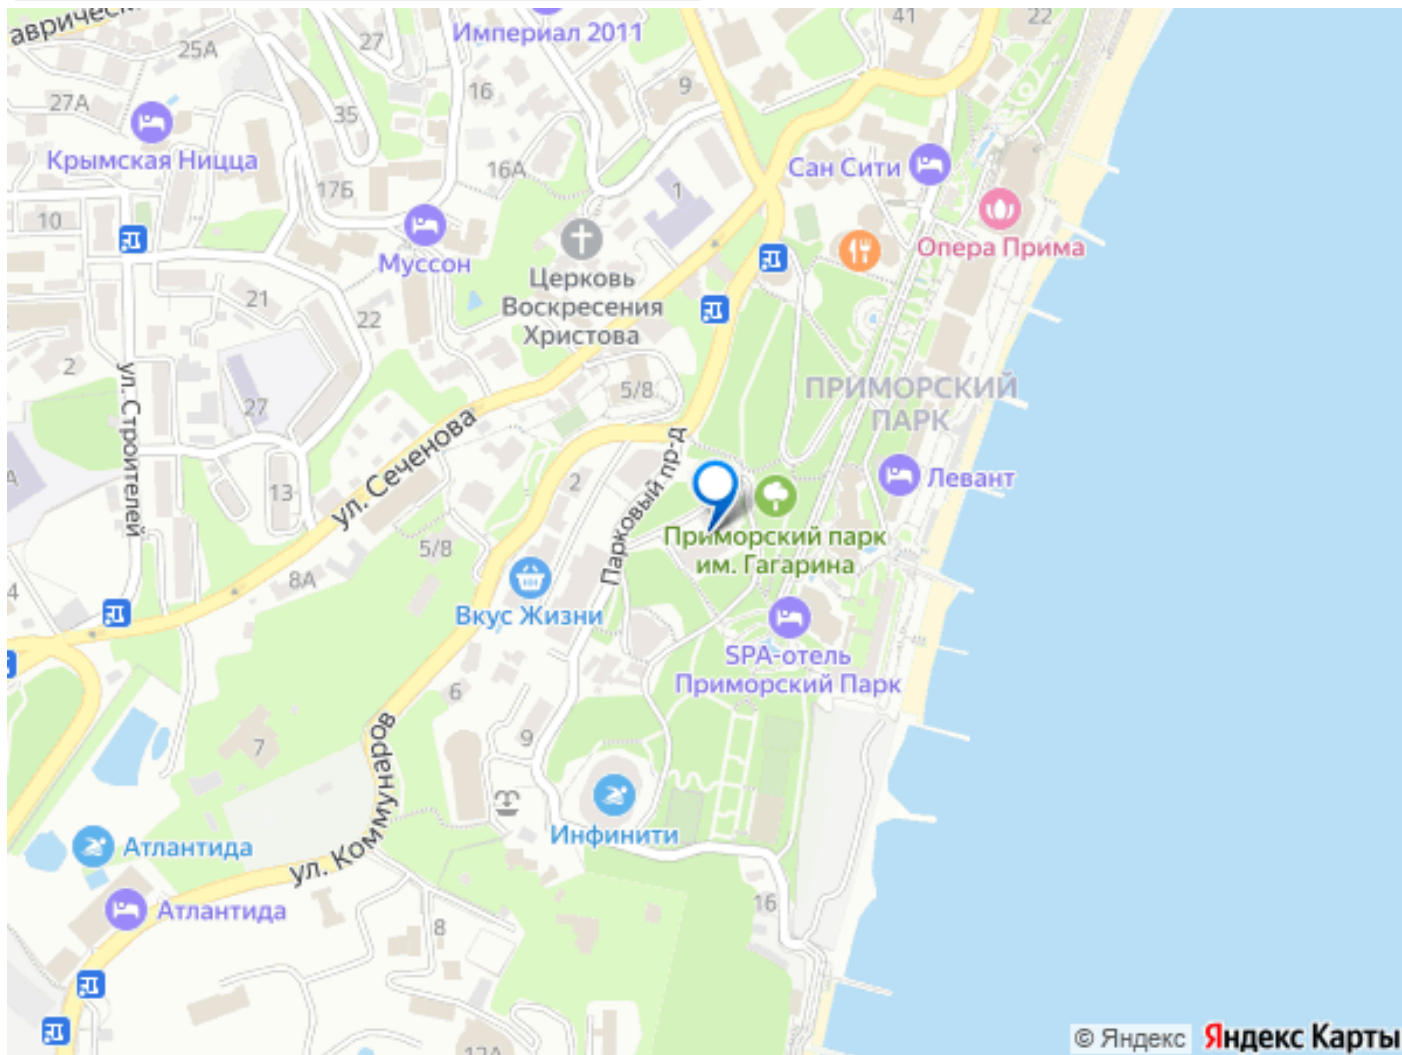 аврическ
25А
27
Империал 2011
41
22
27А
35
16
9
Крымская Ницца
17Б
16А
1
Сан Сити
10
Муссон
Церковь
Воскресения
Христова
Опера Прима
21
22
2
ул. Строителей
27
5/8
ПРИМОРСКИЙ
ПАРК
ул. Сеченова
13
2
Парковый пр-д
Левант
Приморский парк
им. Гагарина
5/8
8А
4
Вкус Жизни
SPA-отель
Приморский Парк
6
7
9
ул. Коммунаров
Инфинити
Атлантида
Атлантида
8
16
12А
© Яндекс
Яндекс Карты